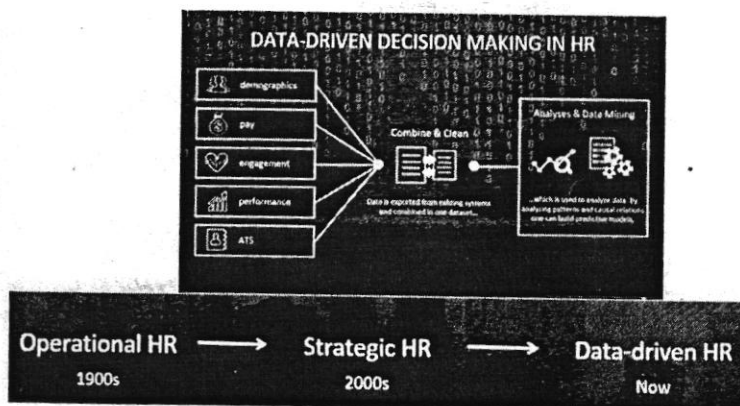 DATA-DRIVEN DECISION MAKING IN HR
demographics
pay
engagement
performance
ATS
Combine & Clean
Data is exported from existing systems
and combined in one dataset...
Analyses & Data Mining
...which is used to analyze data. By
analyzing patterns and causal relations
one can build predictive models.
Operational HR
Strategic HR
Data-driven HR
1900s
2000s
Now